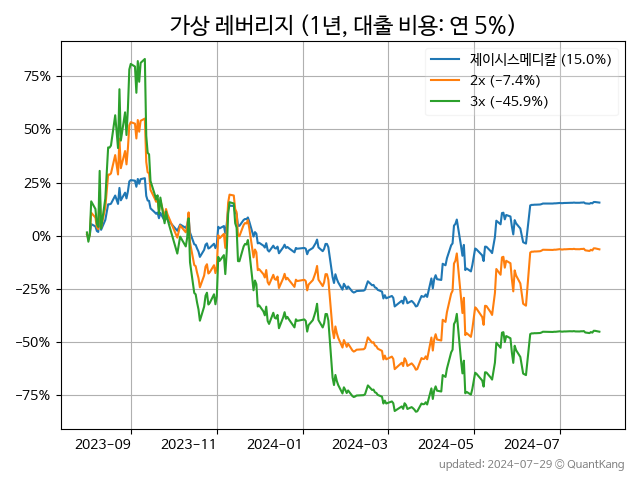 가상 레버리지 (1년, 대출 비용: 연 5%)
제이시스메디칼 (15.0%)
2x (−7.4%)
3x (−45.9%)
75%
50%
25%
0%
−25%
−50%
−75%
2023-09 2023-11 2024-01 2024-03 2024-05 2024-07
updated: 2024-07-29 © QuantKang